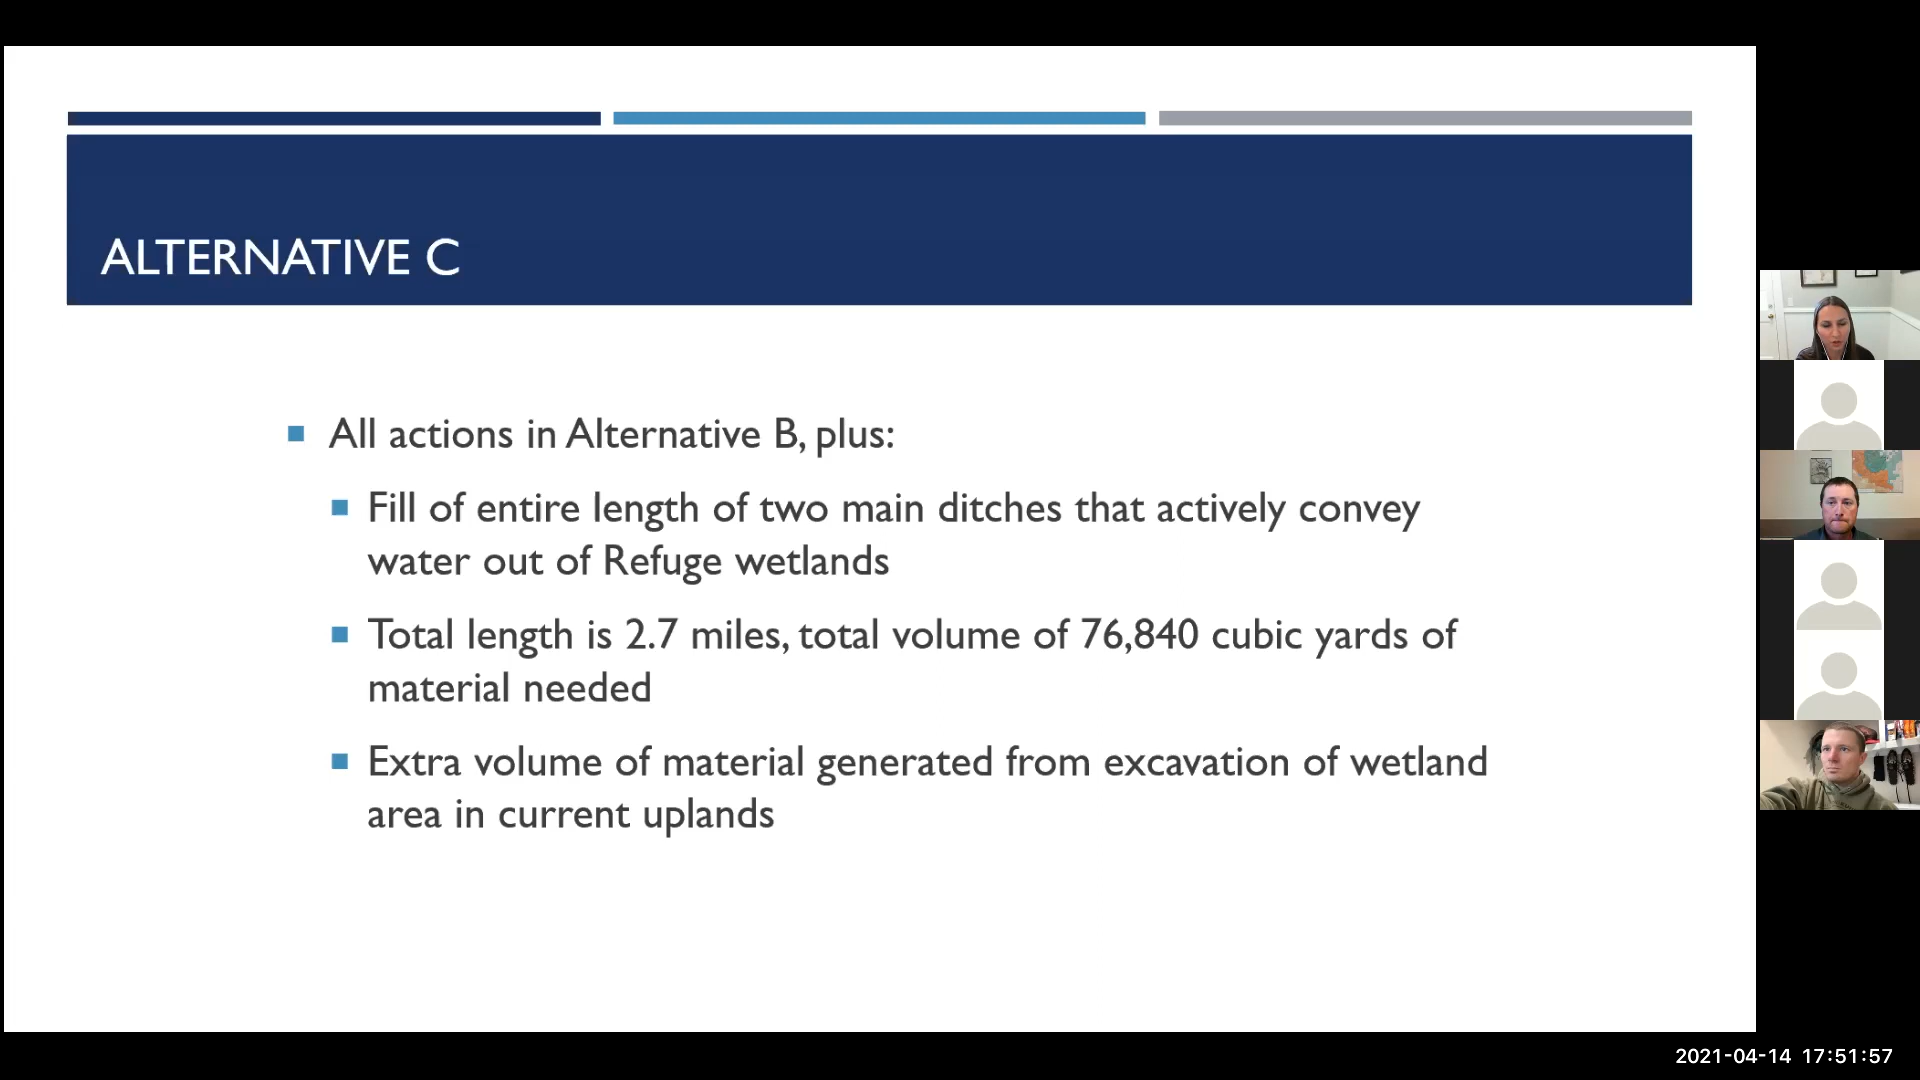 ALTERNATIVE C
All actions in Alternative B, plus:
Fill of entire length of two main ditches that actively convey
water out of Refuge wetlands
Total length is 2.7 miles, total volume of 76,840 cubic yards of
material needed
Extra volume of material generated from excavation of wetland
area in current uplands
2021-04-14 17:51:57